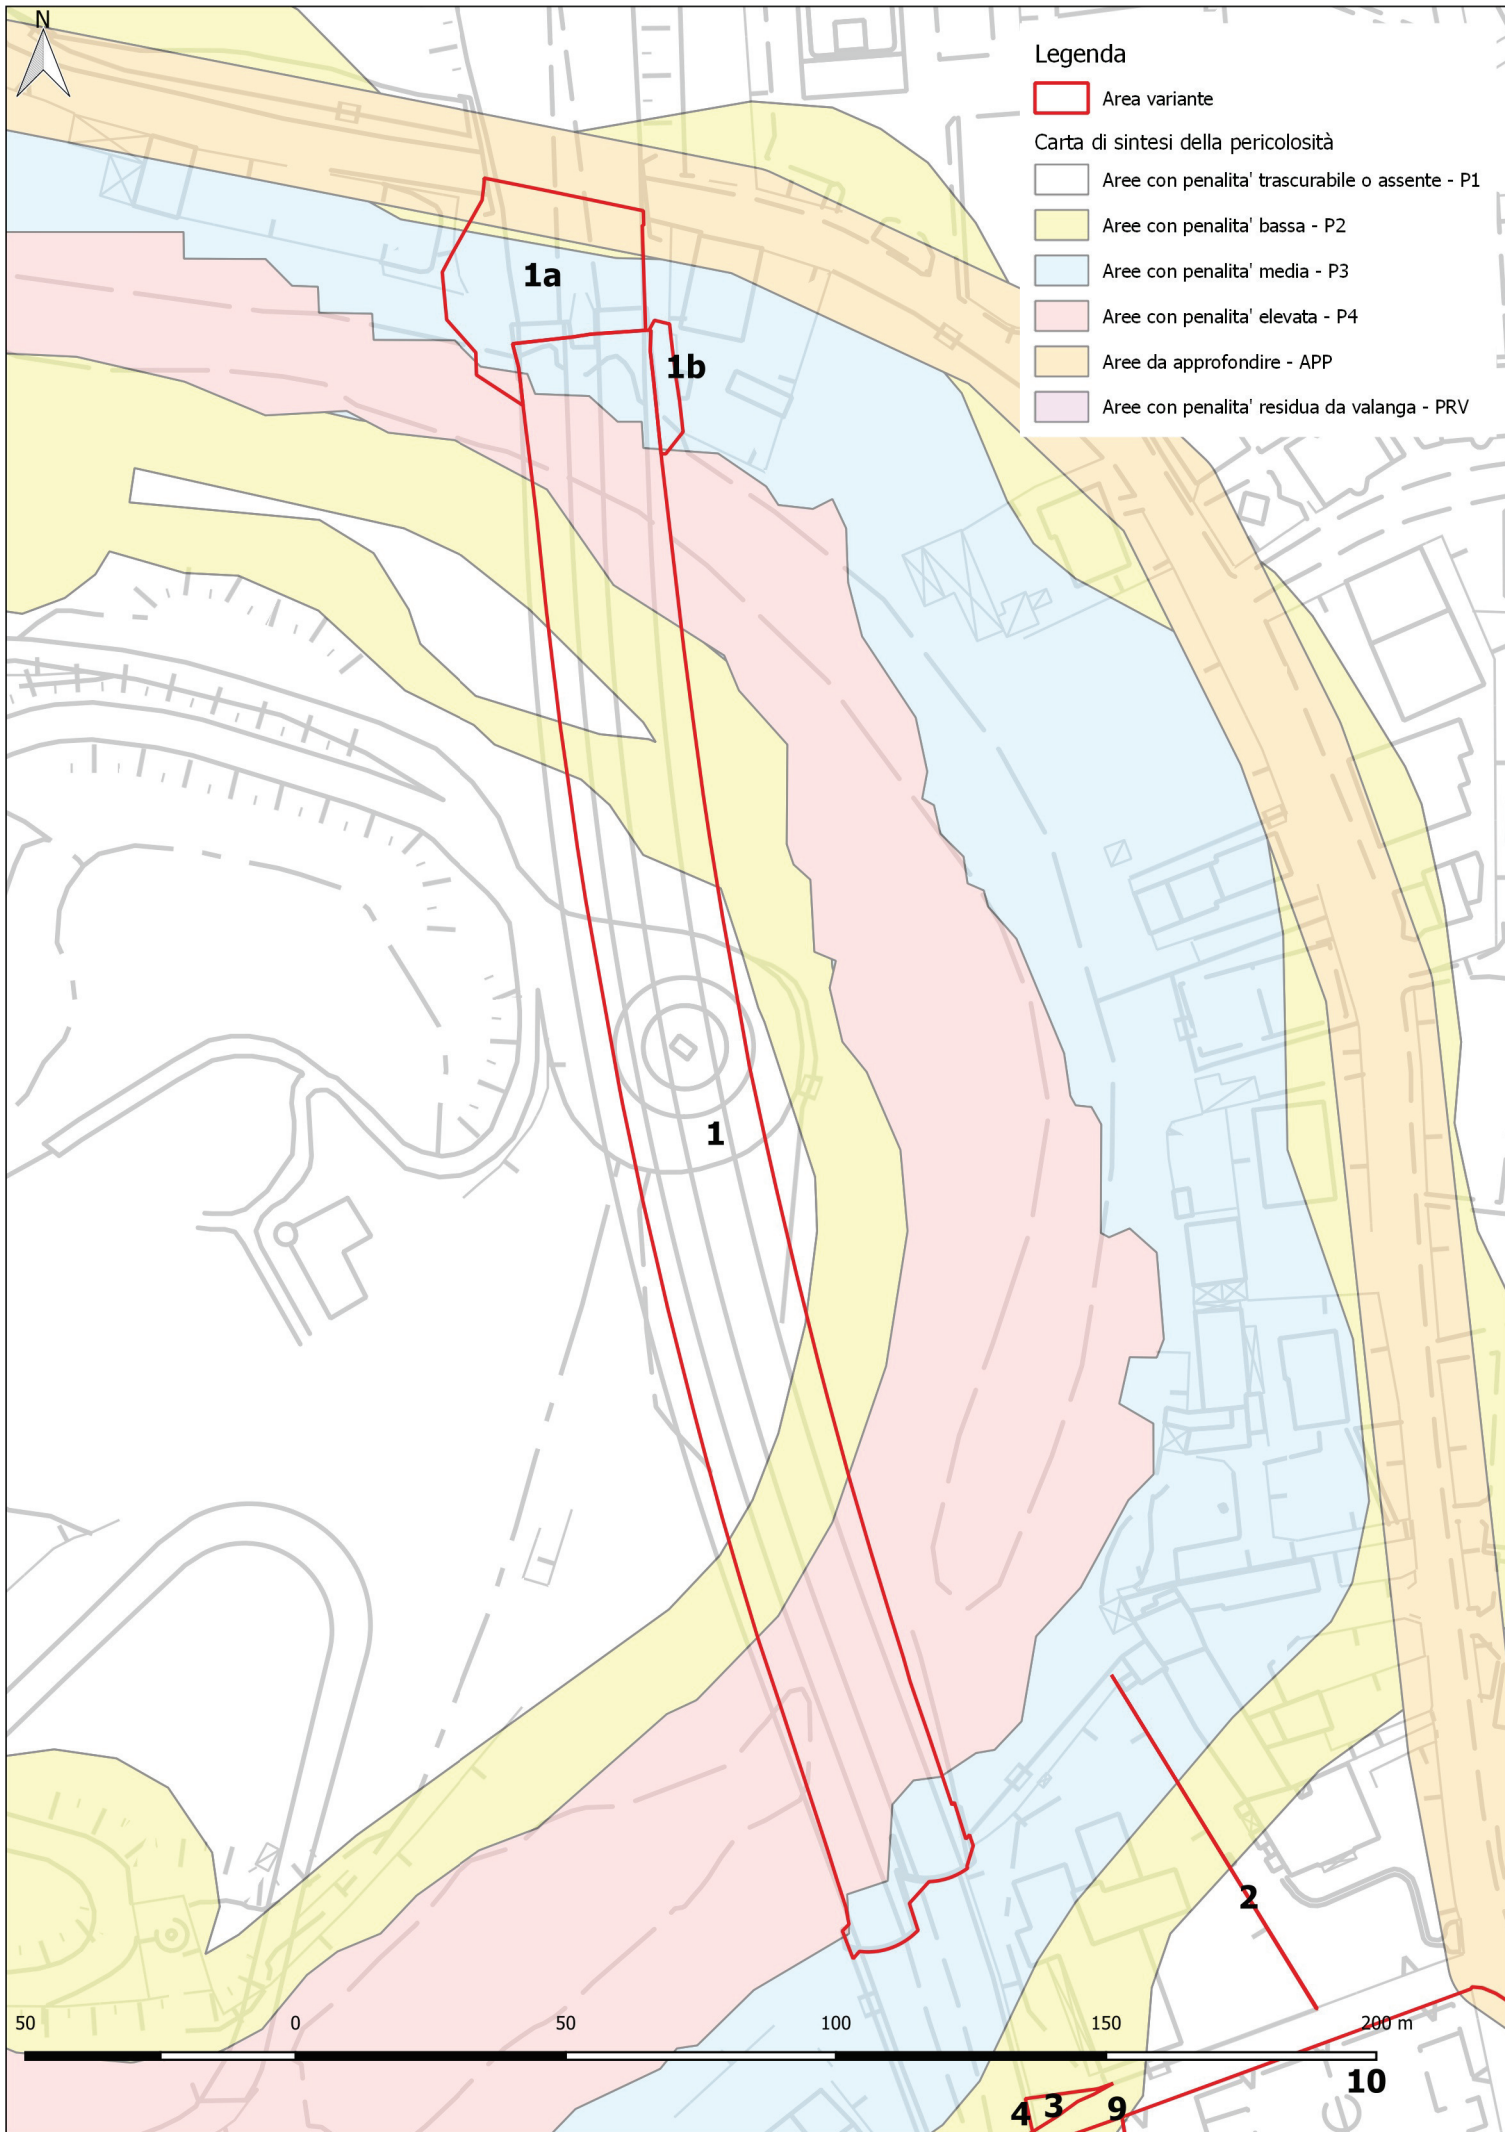 N
Legenda
Area variante
Carta di sintesi della pericolosità
Aree con penalita' trascurabile o assente - P1
Aree con penalita' bassa - P2
Aree con penalita' media - P3
Aree con penalita' elevata - P4
Aree da approfondire - APP
Aree con penalita' residua da valanga - PRV
1a
1b
1
2
50 0 50 100 150 200 m
10
4 3 9